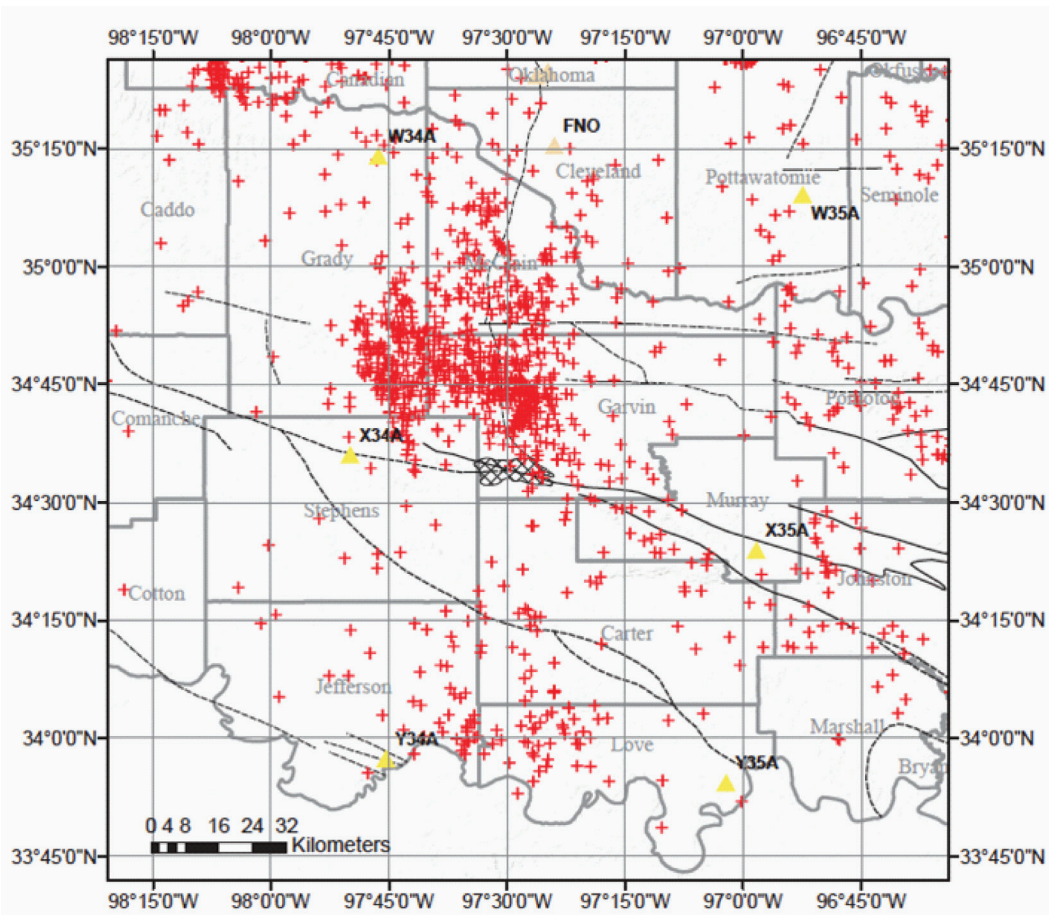 98°15'0"W 98°0'0"W 97°45'0"W 97°30'0"W 97°15'0"W 97°0'0"W 96°45'0"W
Canadian Oklahoma
FNO
W34A
35°15'0"N 35°15'0"N
Cleveland
Pottawatomie
Seminole
Caddo W35A
Grady McClain
35°0'0"N 35°0'0"N
34°45'0"N 34°45'0"N
Garvin Pontotoc
Comanche
X34A
34°30'0"N 34°30'0"N
Murray
Stephens
X35A
Johnston
Cotton
34°15'0"N 34°15'0"N
Carter
Jefferson
Marshall
34°0'0"N 34°0'0"N
Y34A
Love
Y35A
0 4 8 16 24 32
Kilometers
33°45'0"N 33°45'0"N
98°15'0"W 98°0'0"W 97°45'0"W 97°30'0"W 97°15'0"W 97°0'0"W 96°45'0"W